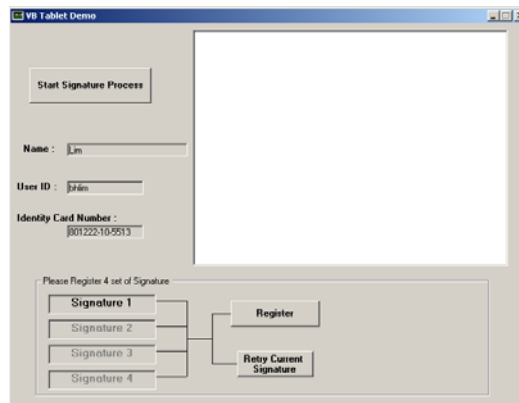 VB Tablet Demo
Start Signature Process
Name : Lim
User ID : bhlim
Identity Card Number :
801222-10-5513
Please Register 4 set of Signature
Signature 1
Signature 2
Signature 3
Signature 4
Register
Retry Current
Signature